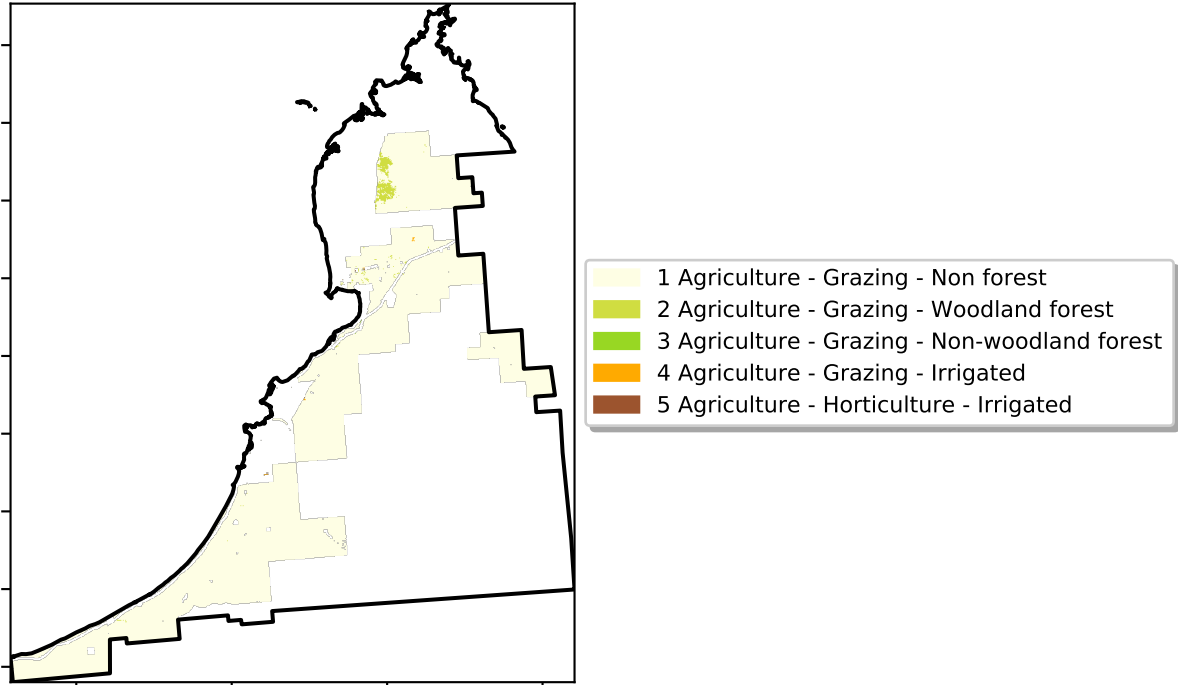 1 Agriculture - Grazing - Non forest
2 Agriculture - Grazing - Woodland forest
3 Agriculture - Grazing - Non-woodland forest
4 Agriculture - Grazing - Irrigated
5 Agriculture - Horticulture - Irrigated